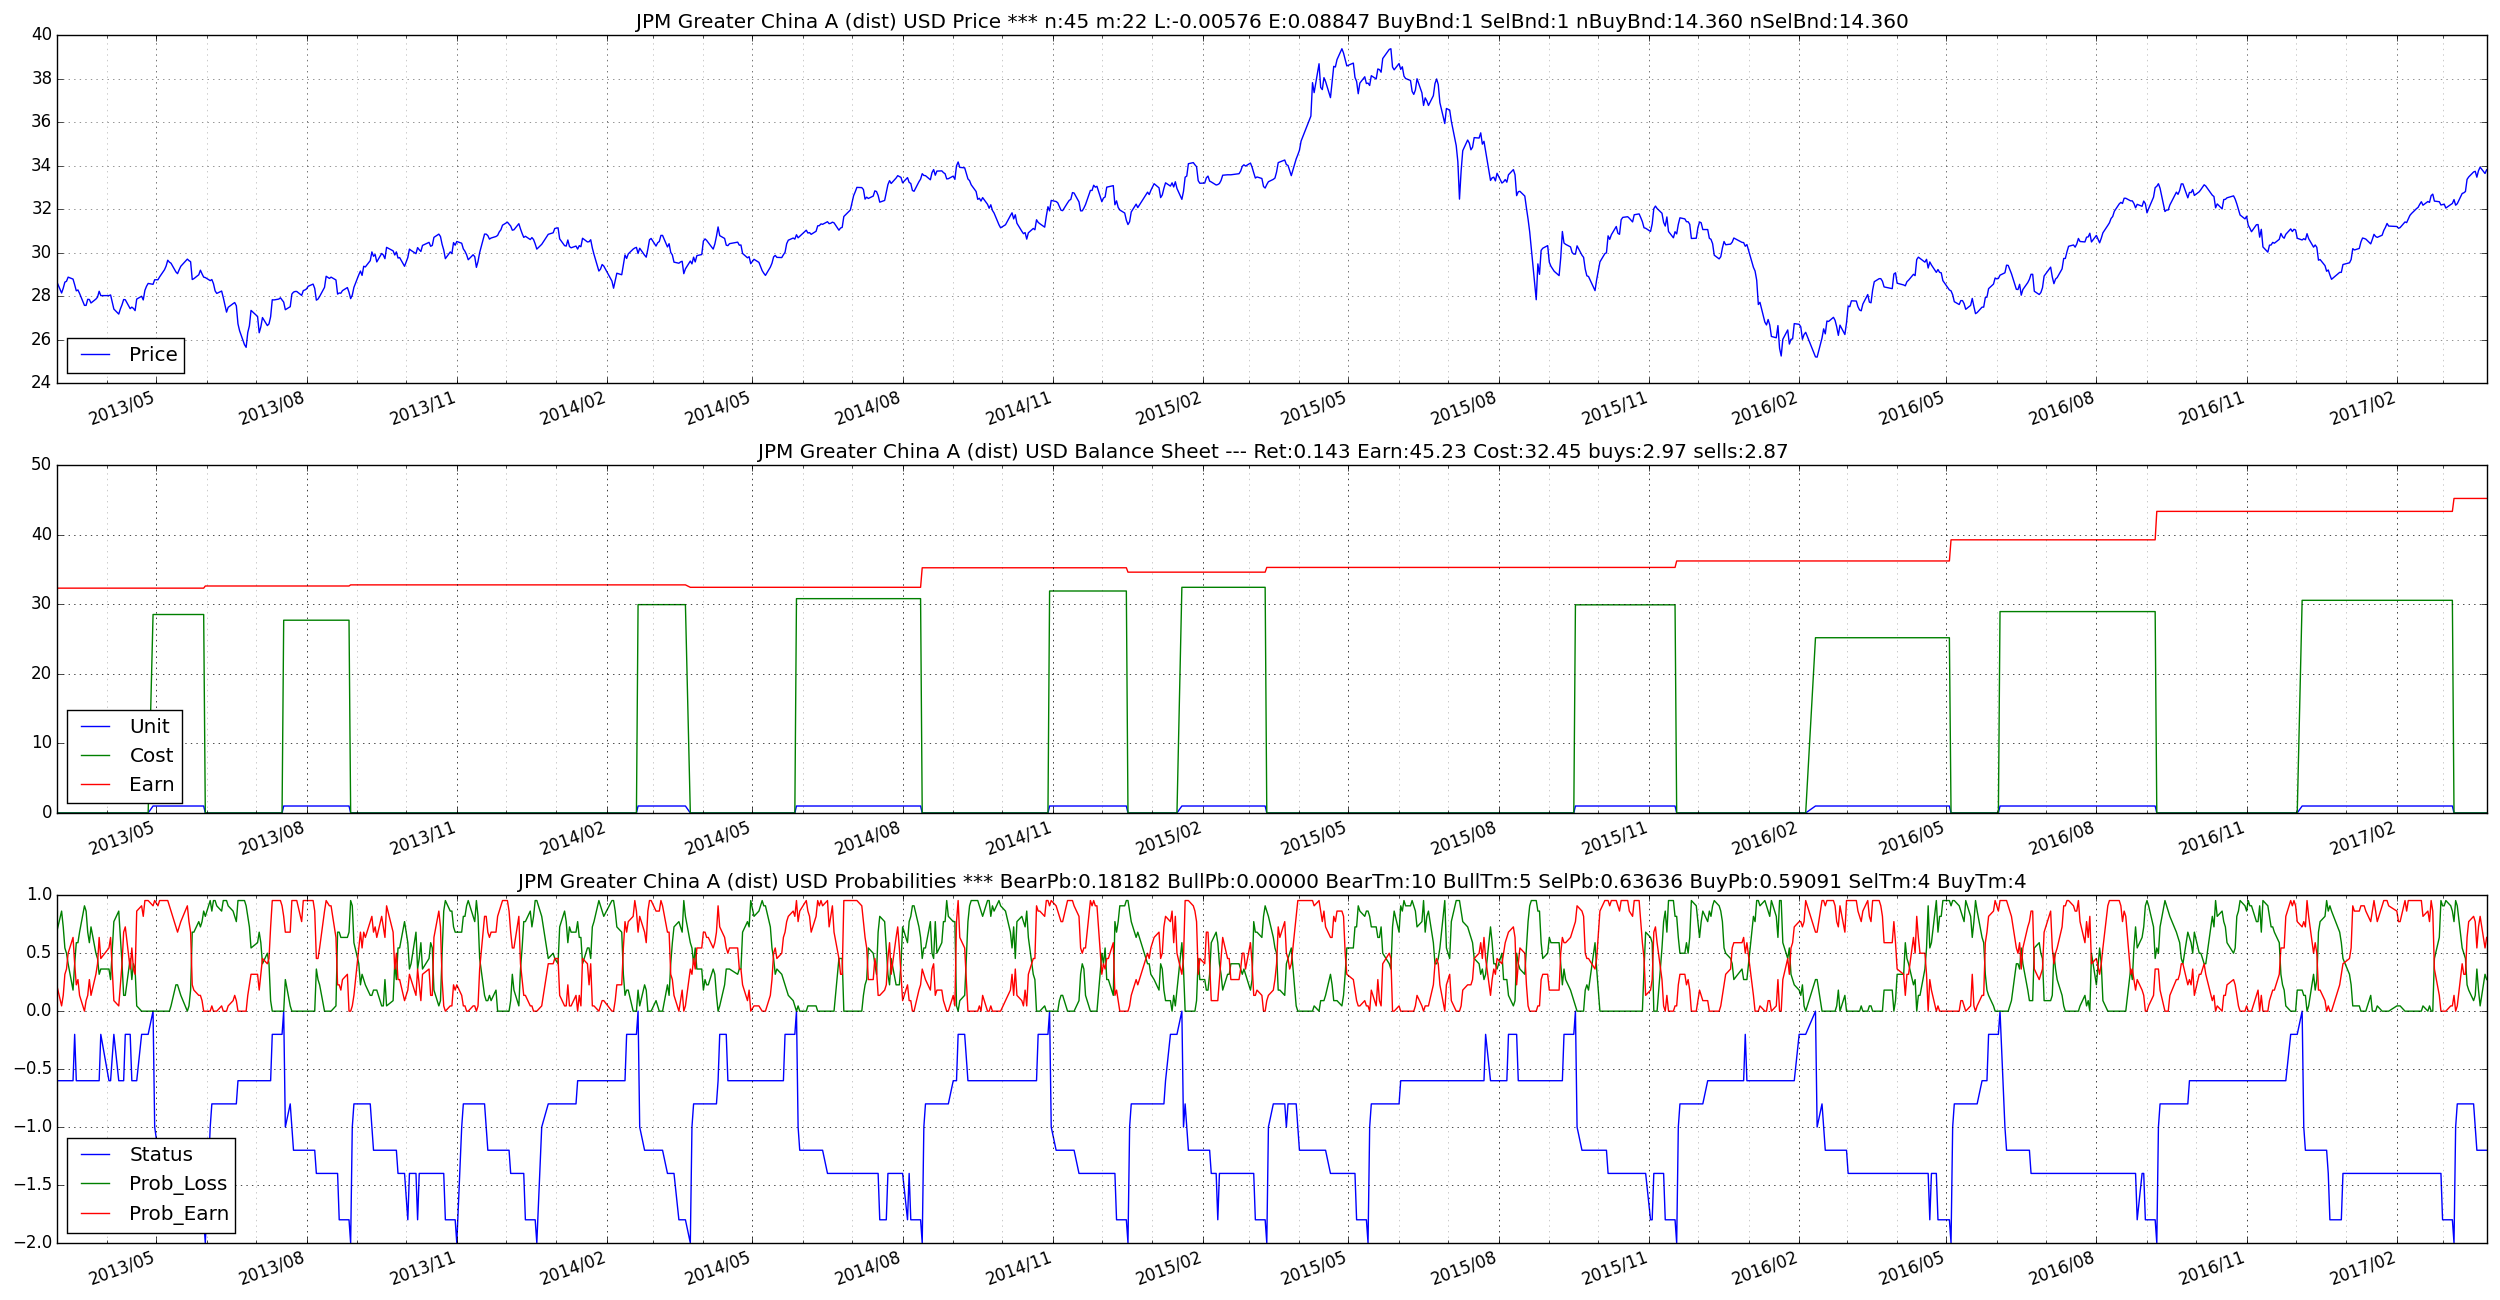 JPM Greater China A (dist) USD Price *** n:45 m:22 L:-0.00576 E:0.08847 BuyBnd:1 SelBnd:1 nBuyBnd:14.360 nSelBnd:14.360
40
38
36
34
32
30
28
26
24
Price
2013/05 2013/08 2013/11 2014/02 2014/05 2014/08 2014/11 2015/02 2015/05 2015/08 2015/11 2016/02 2016/05 2016/08 2016/11 2017/02
JPM Greater China A (dist) USD Balance Sheet --- Ret:0.143 Earn:45.23 Cost:32.45 buys:2.97 sells:2.87
50
40
30
20
10
0
Unit
Cost
Earn
2013/05 2013/08 2013/11 2014/02 2014/05 2014/08 2014/11 2015/02 2015/05 2015/08 2015/11 2016/02 2016/05 2016/08 2016/11 2017/02
JPM Greater China A (dist) USD Probabilities *** BearPb:0.18182 BullPb:0.00000 BearTm:10 BullTm:5 SelPb:0.63636 BuyPb:0.59091 SelTm:4 BuyTm:4
1.0
0.5
0.0
−0.5
−1.0
−1.5
−2.0
Status
Prob_Loss
Prob_Earn
2013/05 2013/08 2013/11 2014/02 2014/05 2014/08 2014/11 2015/02 2015/05 2015/08 2015/11 2016/02 2016/05 2016/08 2016/11 2017/02